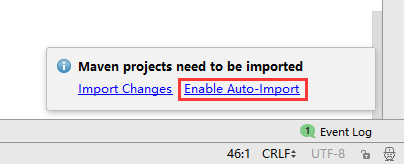 Maven projects need to be imported
Import Changes Enable Auto-Import
1 Event Log
46:1 CRLF UTF-8